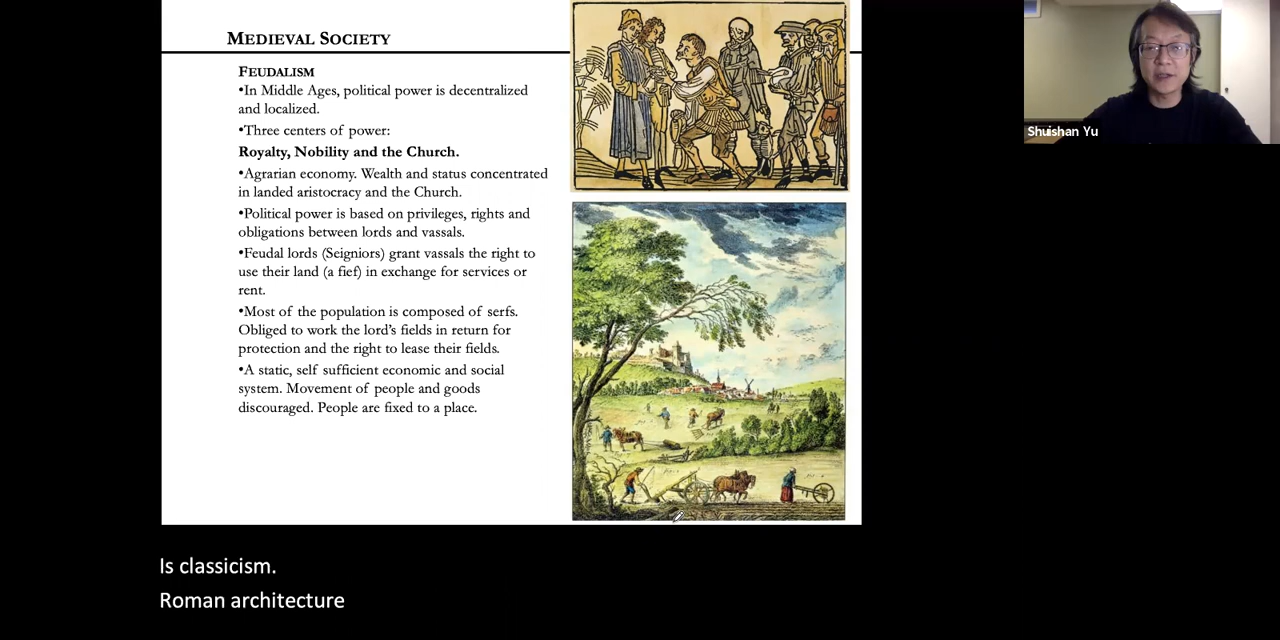 MEDIEVAL SOCIETY
FEUDALISM
•In Middle Ages, political power is decentralized
and localized.
•Three centers of power:
Royalty, Nobility and the Church.
•Agrarian economy. Wealth and status concentrated
in landed aristocracy and the Church.
•Political power is based on privileges, rights and
obligations between lords and vassals.
•Feudal lords (Seigniors) grant vassals the right to
use their land (a fief) in exchange for services or
rent.
•Most of the population is composed of serfs.
Obliged to work the lord's fields in return for
protection and the right to lease their fields.
•A static, self sufficient economic and social
system. Movement of people and goods
discouraged. People are fixed to a place.
Shuishan Yu
Is classicism.
Roman architecture